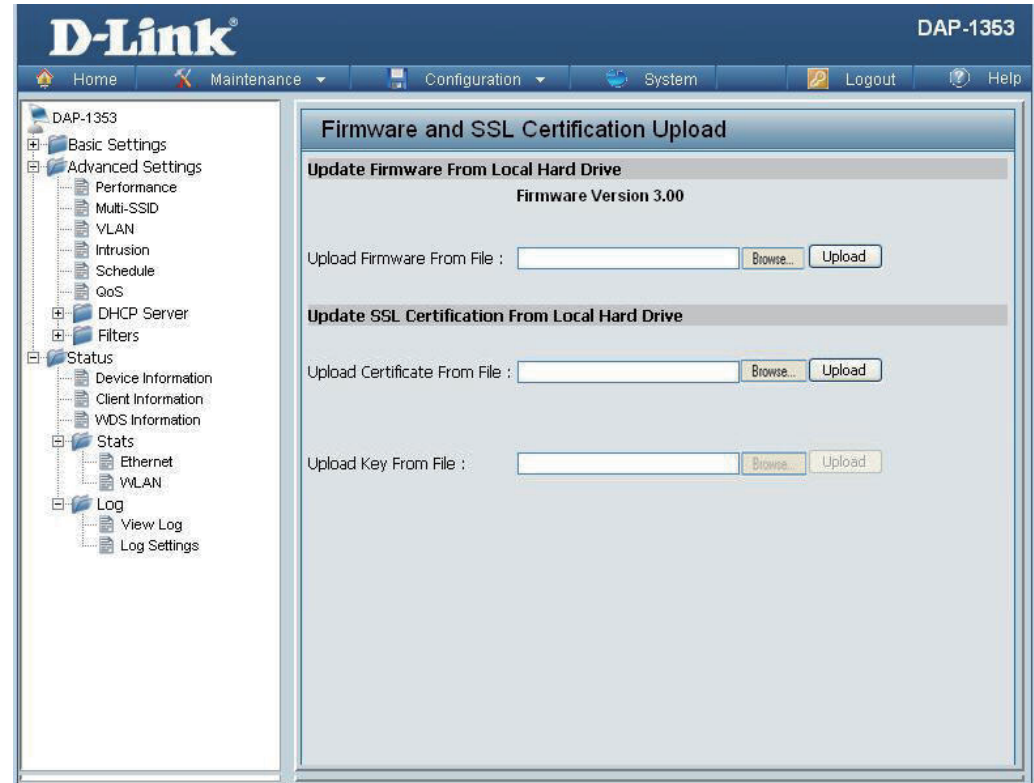 D-Link®
DAP-1353
Home Maintenance Configuration System Logout Help
DAP-1353
Basic Settings
Advanced Settings
Performance
Multi-SSID
VLAN
Intrusion
Schedule
QoS
DHCP Server
Filters
Status
Device Information
Client Information
WDS Information
Stats
Ethernet
WLAN
Log
View Log
Log Settings
Firmware and SSL Certification Upload
Update Firmware From Local Hard Drive
Firmware Version 3.00
Upload Firmware From File : Browse... Upload
Update SSL Certification From Local Hard Drive
Upload Certificate From File : Browse... Upload
Upload Key From File : Browse... Upload